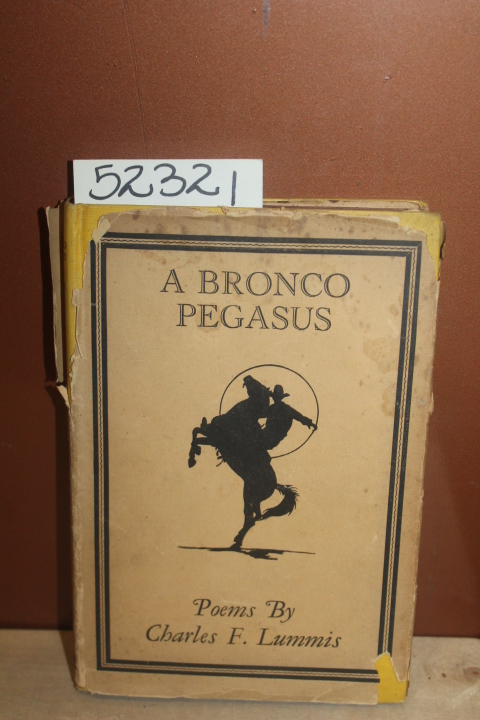 52321
A BRONCO
PEGASUS
Poems By
Charles F. Lummis